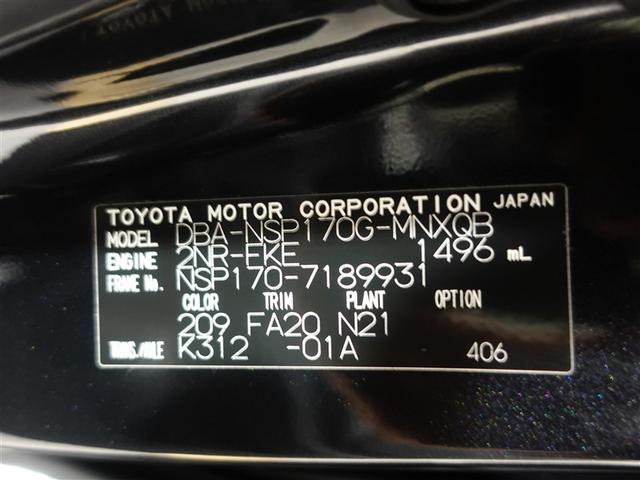 TOYOTA MOTOR CORPORATION JAPAN
MODEL DBA-NSP170G-MNXQB
ENGINE 2NR-FKE 1496 mL
FRAME No. NSP170-7189931
COLOR TRIM PLANT OPTION
209 FA20 N21
TRANS./AXLE K312 -01A 406